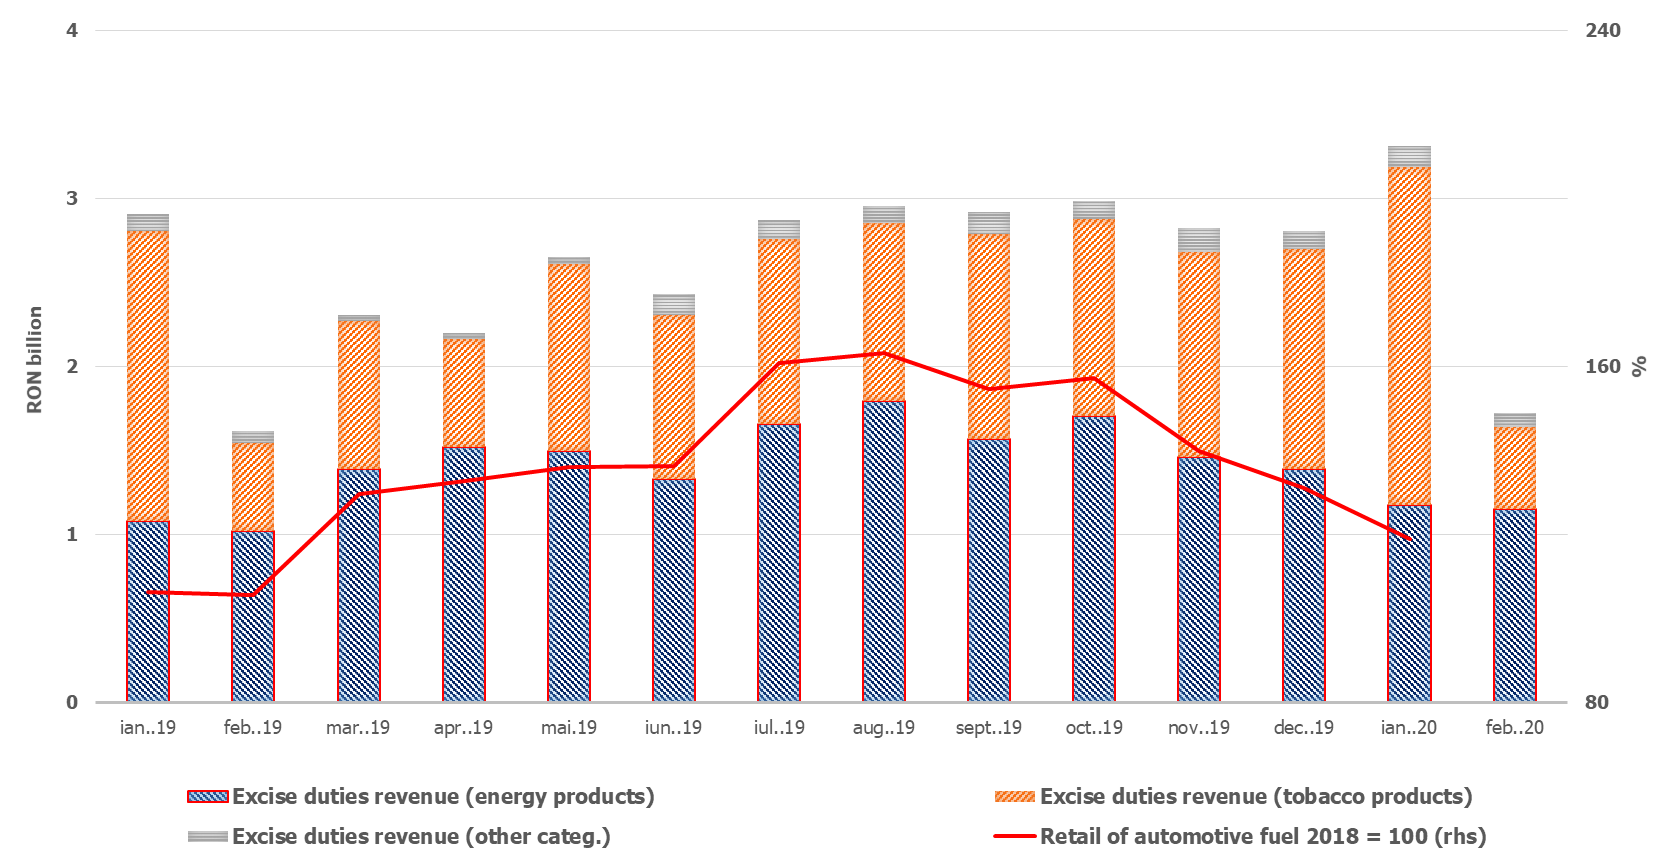 4
240
3
2
160
1
0
80
RON billion
%
ian..19 feb..19 mar..19 apr..19 mai.19 iun..19 iul..19 aug..19 sept..19 oct..19 nov..19 dec..19 ian..20 feb..20
Excise duties revenue (energy products)
Excise duties revenue (tobacco products)
Excise duties revenue (other categ.)
Retail of automotive fuel 2018 = 100 (rhs)